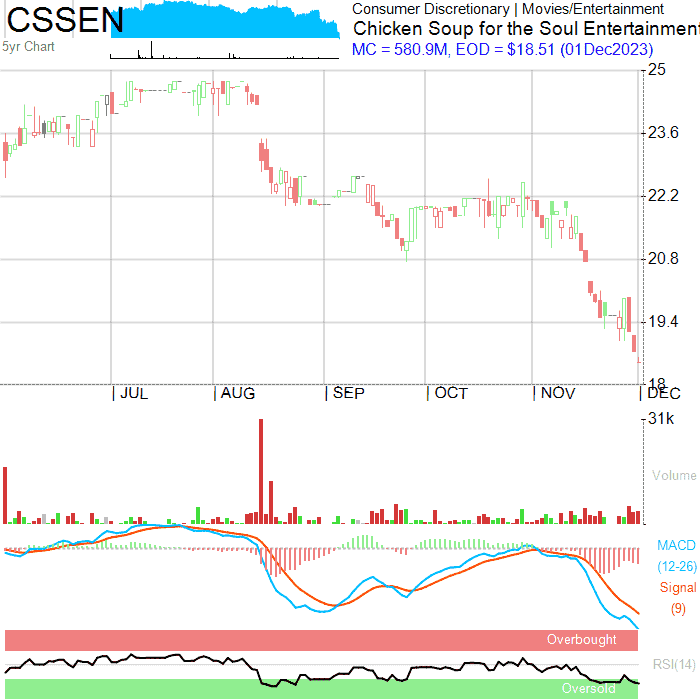 CSSEN
Consumer Discretionary | Movies/Entertainment
5yr Chart
Chicken Soup for the Soul Entertainment
MC = 580.9M, EOD = $18.51 (01Dec2023)
25
23.6
22.2
20.8
19.4
18
| JUL | AUG | SEP | OCT | NOV | DEC
31k
Volume
MACD
(12-26)
Signal
(9)
Overbought
RSI(14)
Oversold